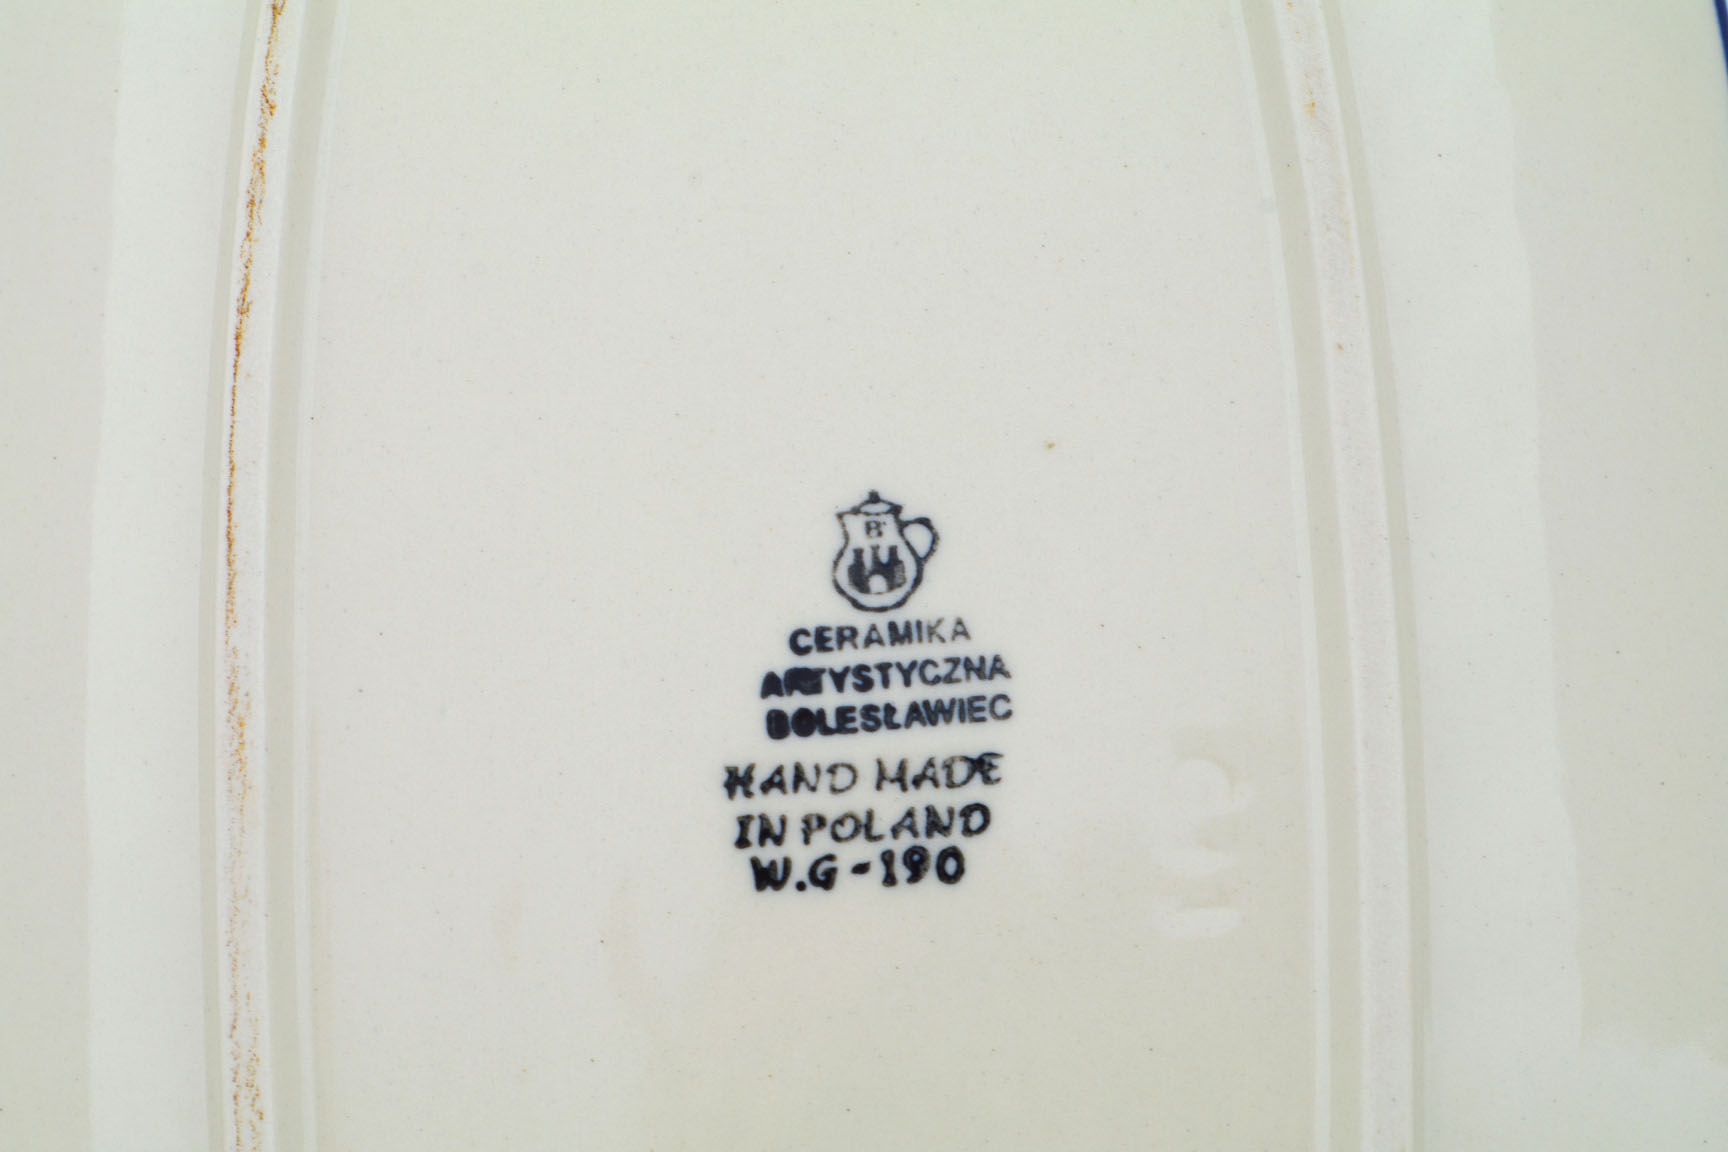 B
CERAMIKA
ARTYSTYCZNA
BOLESŁAWIEC
HAND MADE
IN POLAND
W.G-190